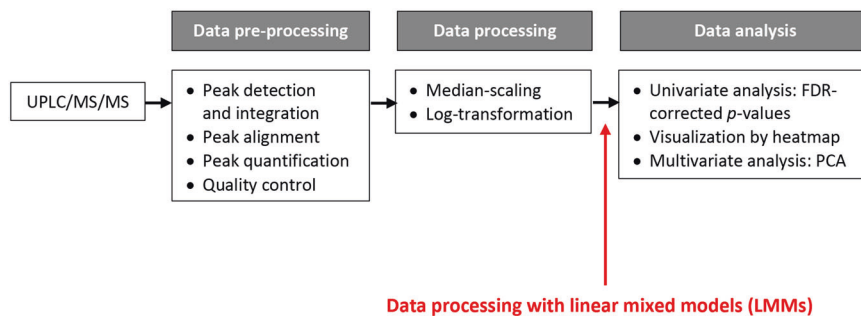 Data pre-processing
Data processing
Data analysis
UPLC/MS/MS
● Peak detection
and integration
● Peak alignment
● Peak quantification
● Quality control
● Median-scaling
● Log-transformation
● Univariate analysis: FDR-
corrected p-values
● Visualization by heatmap
● Multivariate analysis: PCA
Data processing with linear mixed models (LMMs)